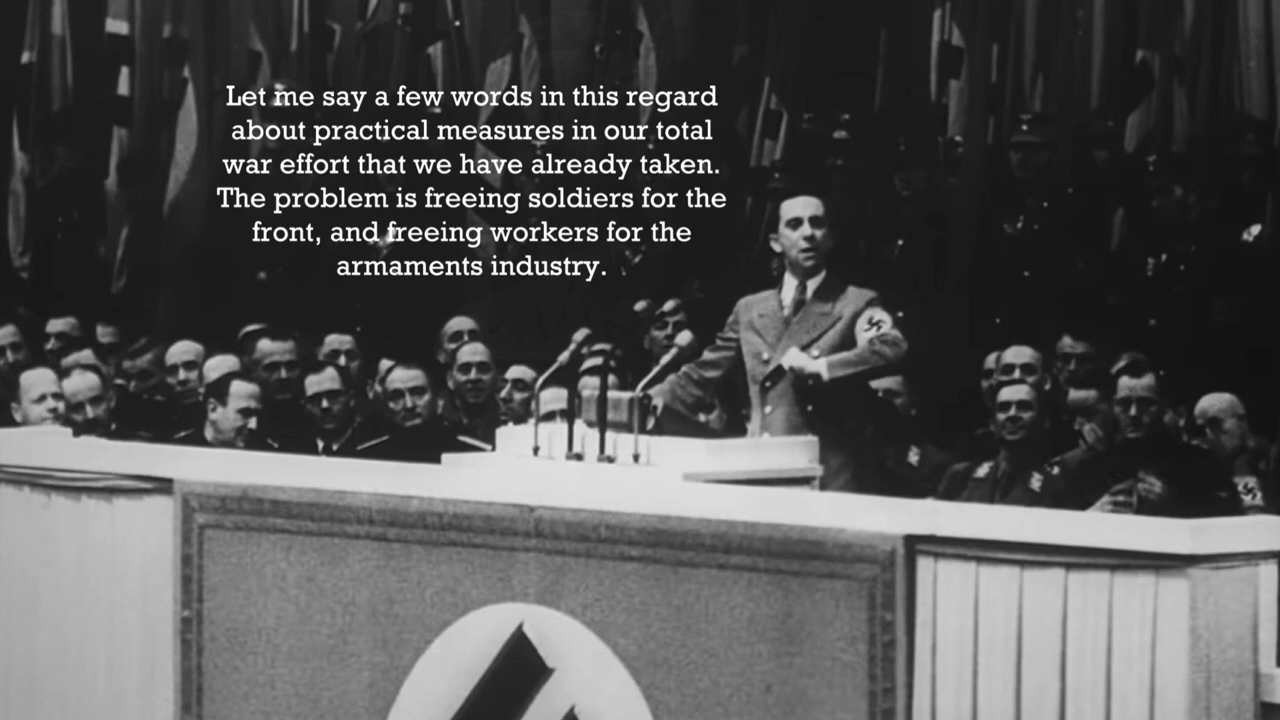 Let me say a few words in this regard
about practical measures in our total
war effort that we have already taken.
The problem is freeing soldiers for the
front, and freeing workers for the
armaments industry.